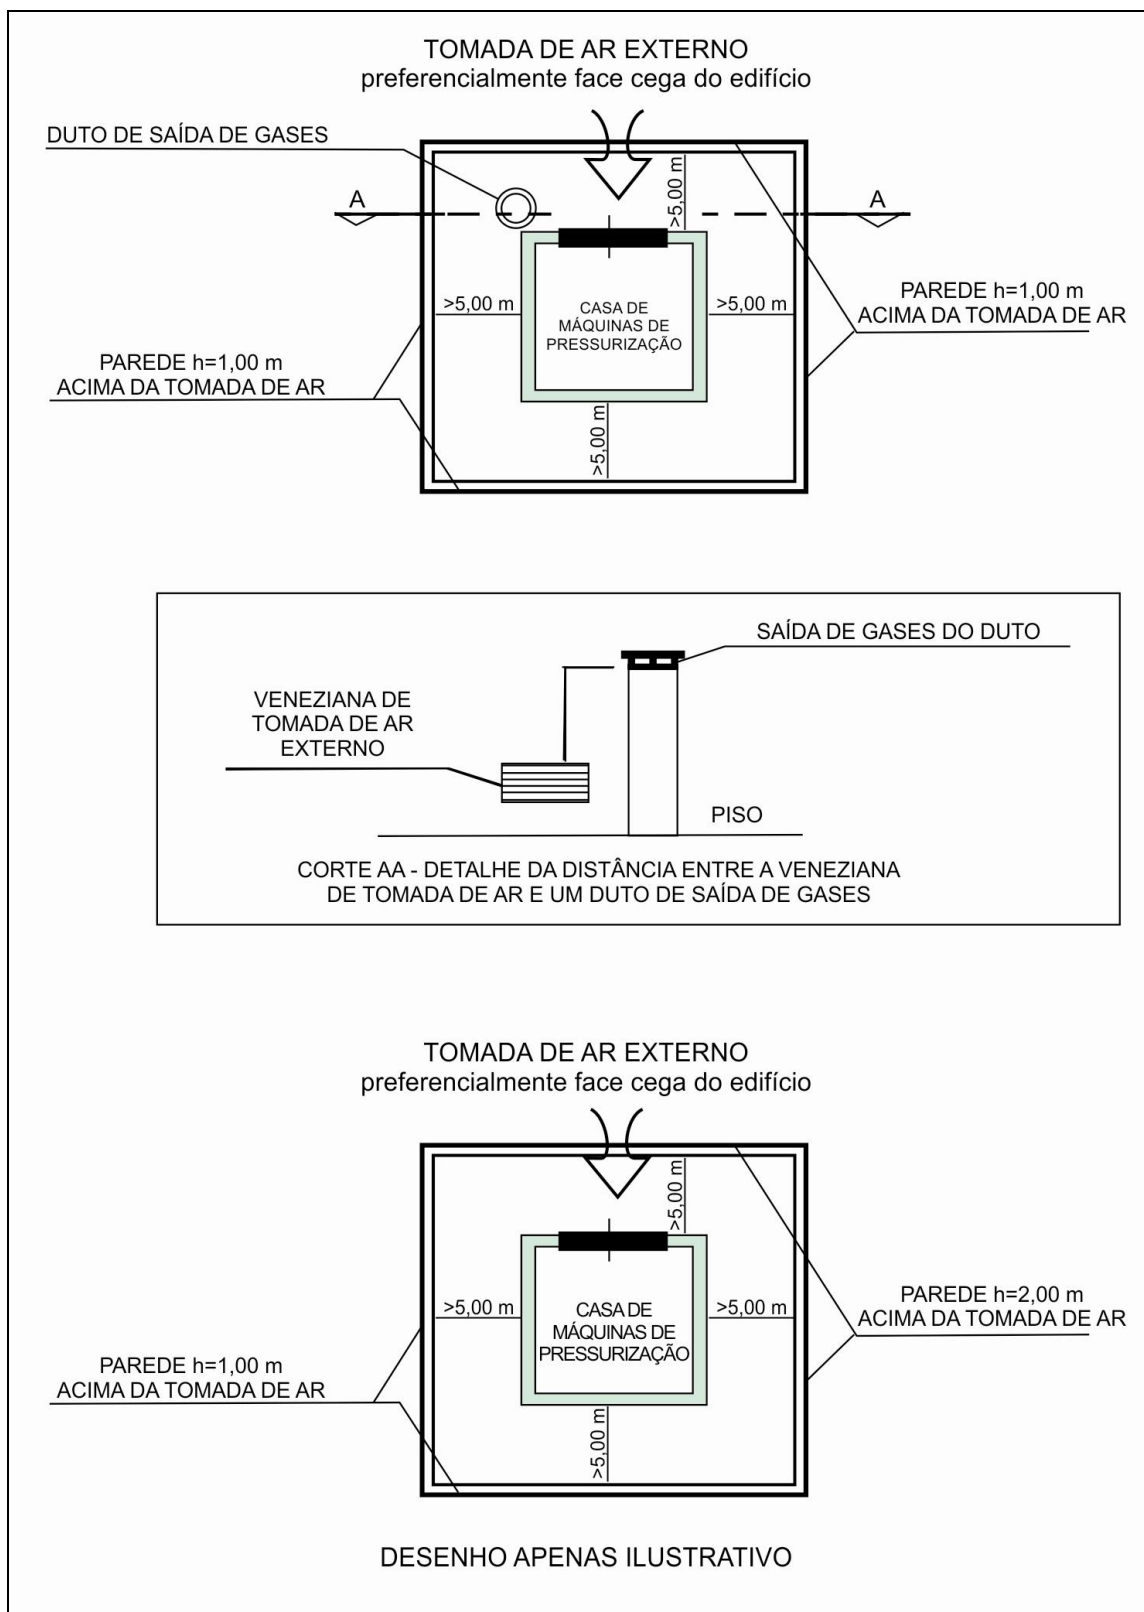 TOMADA DE AR EXTERNO
preferencialmente face cega do edifício
DUTO DE SAÍDA DE GASES
A
A
>5,00 m
>5,00 m
CASA DE
MÁQUINAS DE
PRESSURIZAÇÃO
>5,00 m
PAREDE h=1,00 m
ACIMA DA TOMADA DE AR
PAREDE h=1,00 m
ACIMA DA TOMADA DE AR
>5,00 m
SAÍDA DE GASES DO DUTO
VENEZIANA DE
TOMADA DE AR
EXTERNO
PISO
CORTE AA - DETALHE DA DISTÂNCIA ENTRE A VENEZIANA
DE TOMADA DE AR E UM DUTO DE SAÍDA DE GASES
TOMADA DE AR EXTERNO
preferencialmente face cega do edifício
>5,00 m
>5,00 m
CASA DE
MÁQUINAS DE
PRESSURIZAÇÃO
>5,00 m
PAREDE h=2,00 m
ACIMA DA TOMADA DE AR
PAREDE h=1,00 m
ACIMA DA TOMADA DE AR
>5,00 m
DESENHO APENAS ILUSTRATIVO